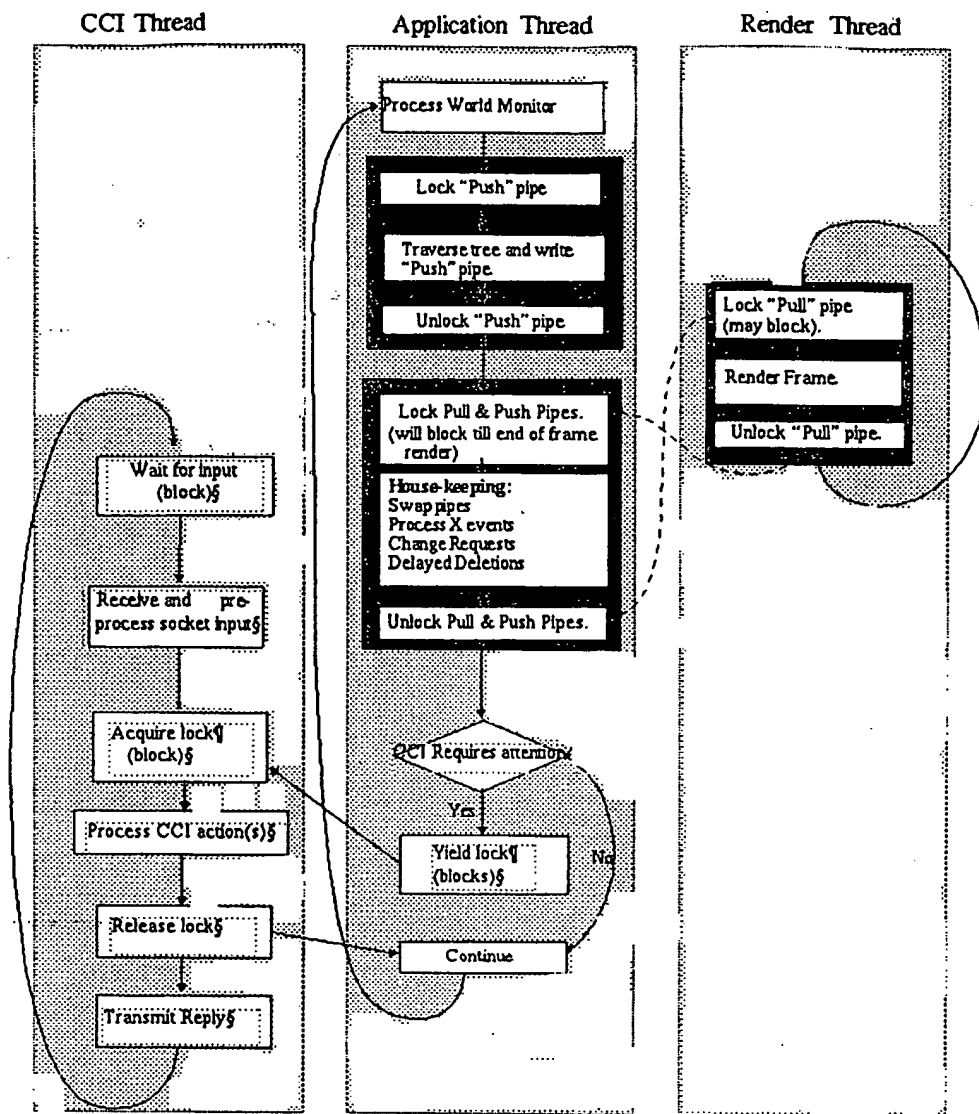 CCI Thread
Application Thread
Render Thread
Process World Monitor
Lock "Push" pipe
Traverse tree and write
"Push" pipe.
Unlock "Push" pipe
Lock Pull & Push Pipes.
(will block till end of frame
render)
House-keeping:
Swap pipes
Process X events
Change Requests
Delayed Deletions
Unlock Pull & Push Pipes.
CCI Requires attention
Yes
No
Yield lock¶
(blocks)§
Continue
Lock "Pull" pipe
(may block).
Render Frame.
Unlock "Pull" pipe.
Wait for input
(block)§
Receive and pre-
process socket input§
Acquire lock¶
(block)§
Process CCI action(s)§
Release lock§
Transmit Reply§